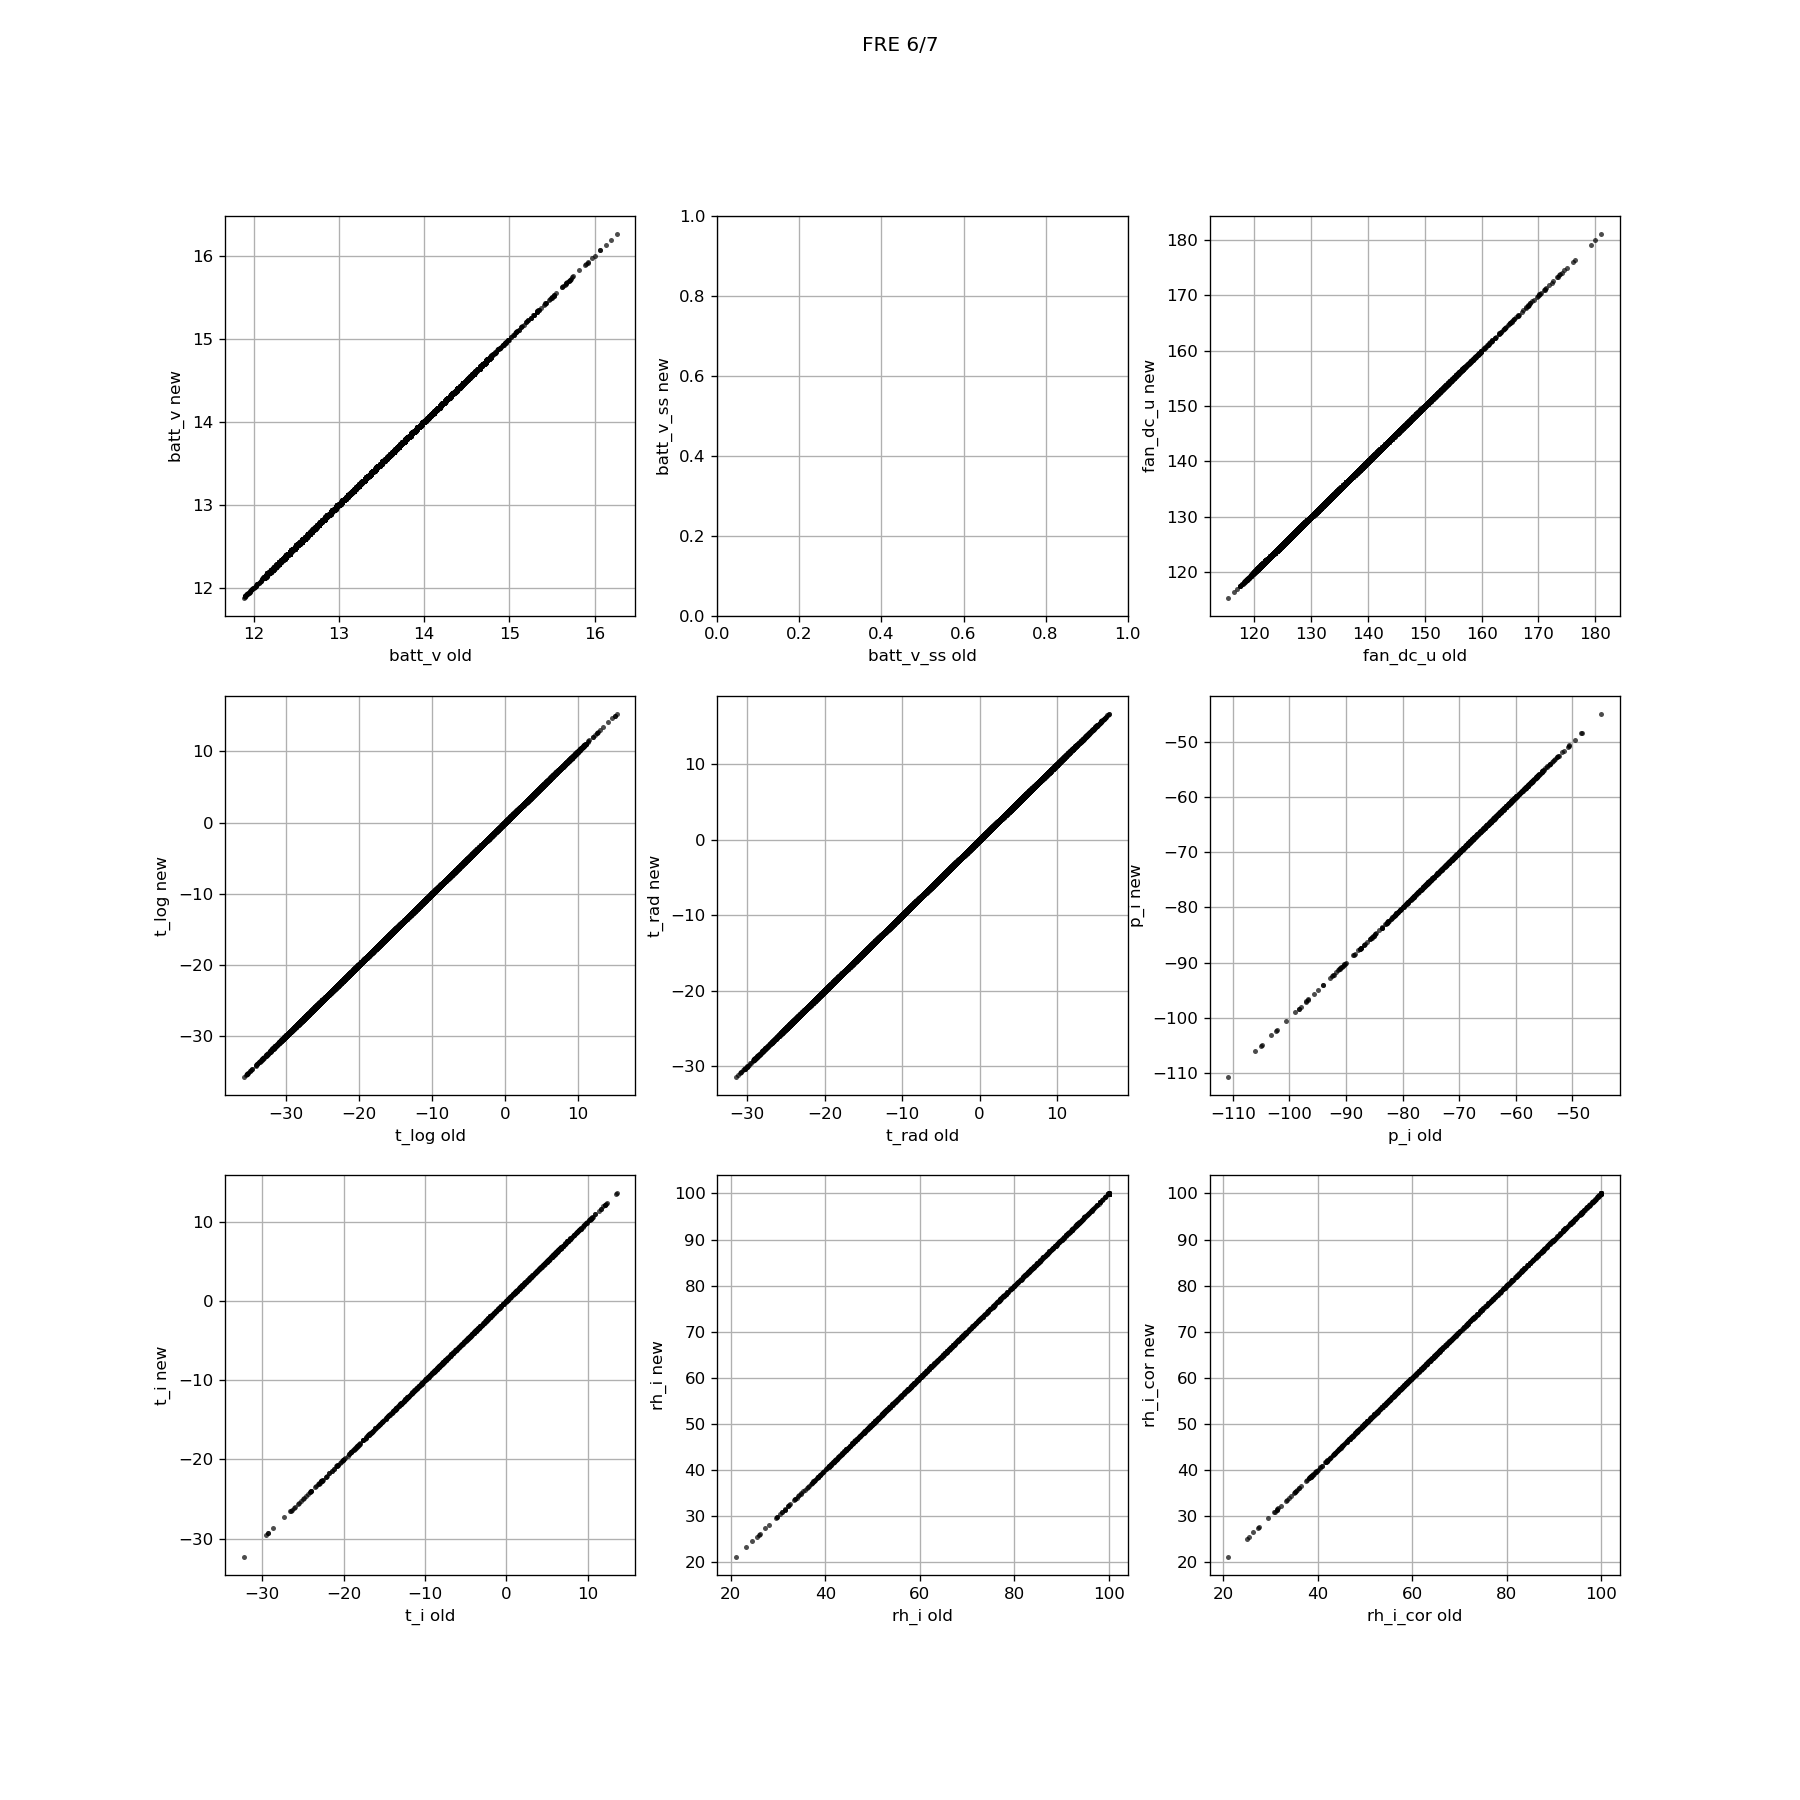 FRE 6/7
batt_v new
16
15
14
13
12
12 13 14 15 16
batt_v old
batt_v_ss new
1.0
0.8
0.6
0.4
0.2
0.0
0.0 0.2 0.4 0.6 0.8 1.0
batt_v_ss old
fan_dc_u new
180
170
160
150
140
130
120
120 130 140 150 160 170 180
fan_dc_u old
t_log new
10
0
−10
−20
−30
−30 −20 −10 0 10
t_log old
t_rad new
10
0
−10
−20
−30
−30 −20 −10 0 10
t_rad old
p_i new
−50
−60
−70
−80
−90
−100
−110
−110 −100 −90 −80 −70 −60 −50
p_i old
t_i new
10
0
−10
−20
−30
−30 −20 −10 0 10
t_i old
rh_i new
100
90
80
70
60
50
40
30
20
20 40 60 80 100
rh_i old
rh_i_cor new
100
90
80
70
60
50
40
30
20
20 40 60 80 100
rh_i_cor old